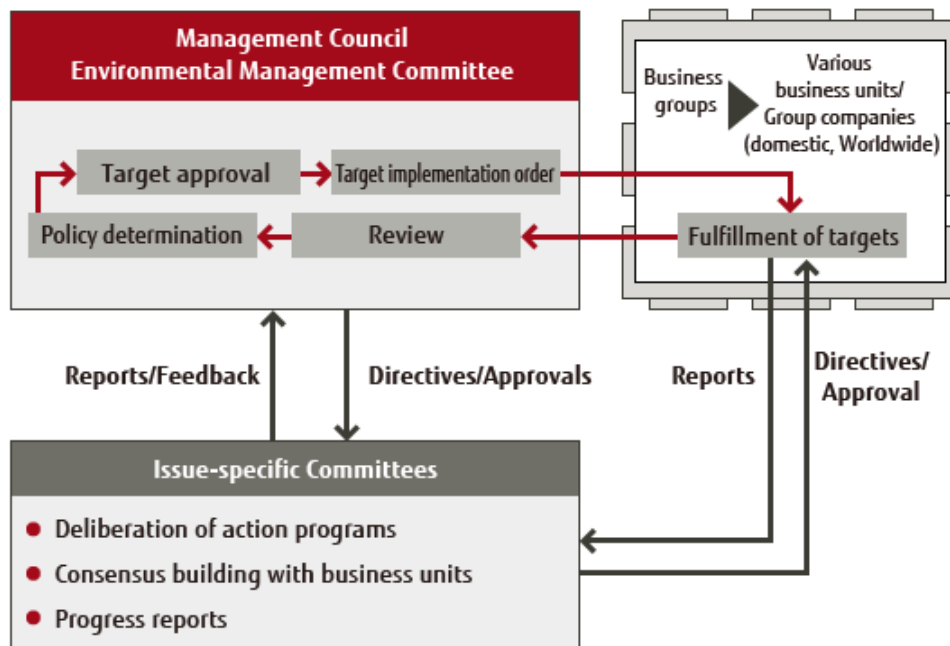 Management Council
Environmental Management Committee
Target approval
Target implementation order
Policy determination
Review
Business
groups
Various
business units/
Group companies
(domestic, Worldwide)
Fulfillment of targets
Reports/Feedback
Directives/Approvals
Reports
Directives/
Approval
Issue-specific Committees
Deliberation of action programs
Consensus building with business units
Progress reports